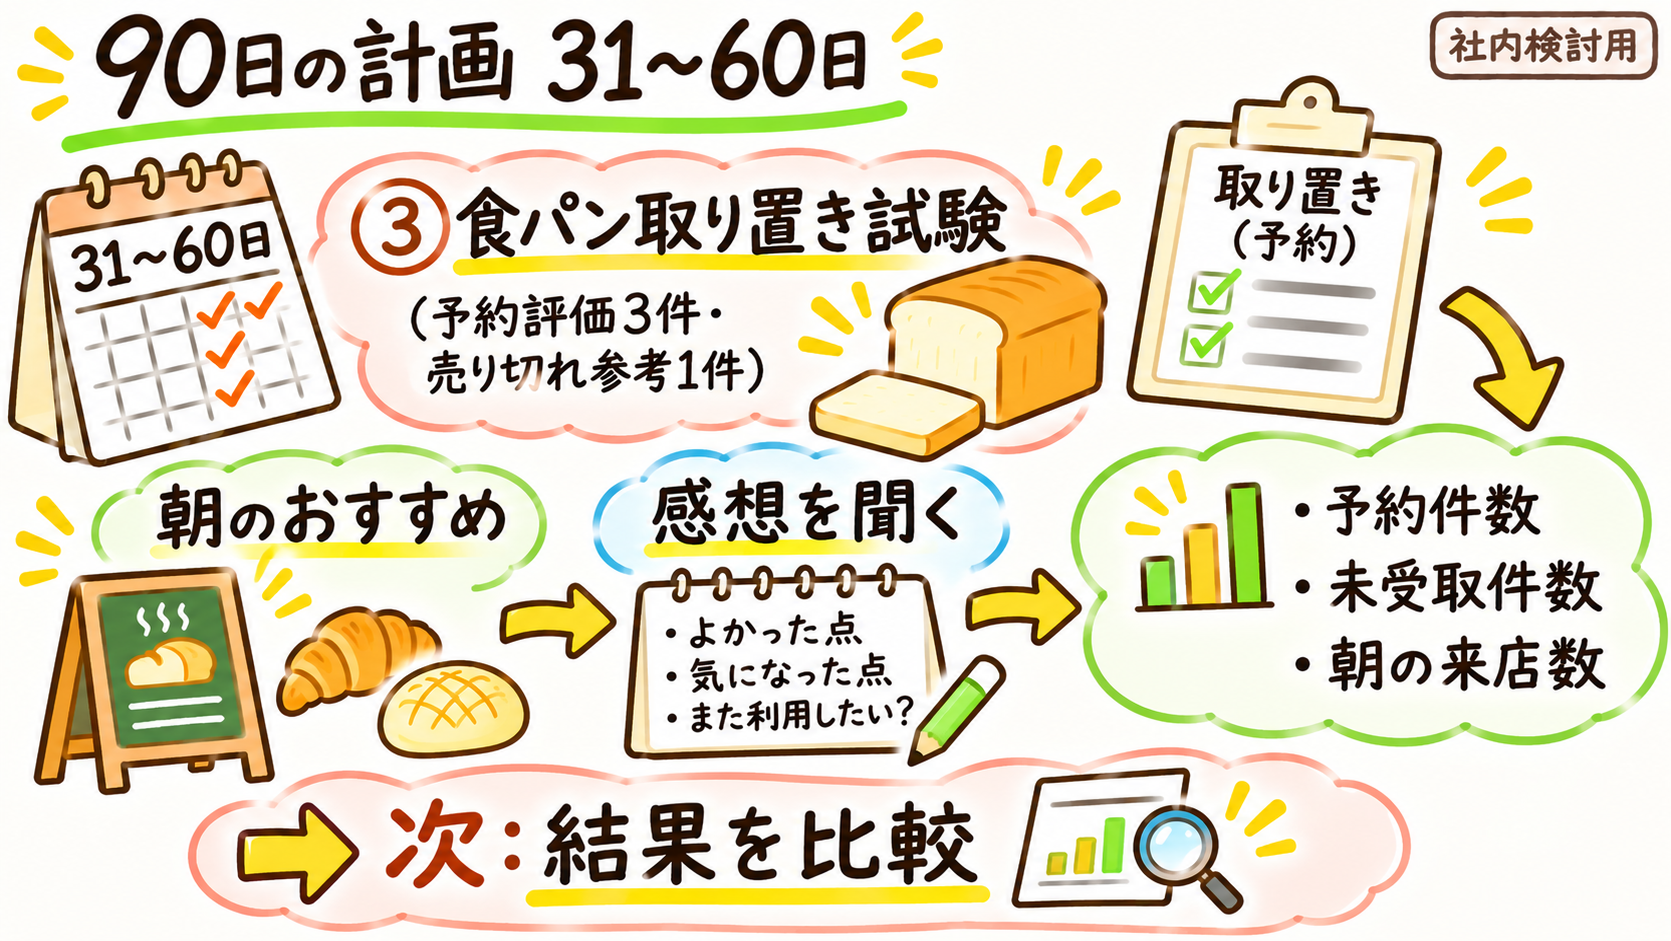 90日の計画 31〜60日
社内検討用
31〜60日
③食パン取り置き試験
(予約評価3件・
売り切れ参考1件)
取り置き
(予約)
朝のおすすめ
感想を聞く
・よかった点
・気になった点
・また利用したい?
・予約件数
・未受取件数
・朝の来店数
次:結果を比較